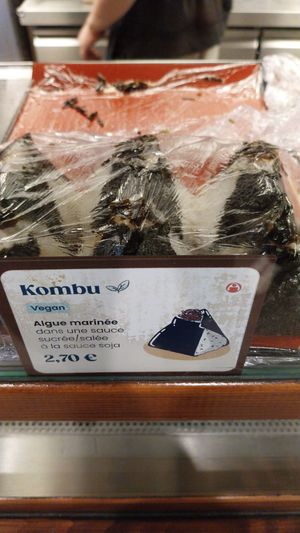 Kombu
Vegan
Algue marinée
dans une sauce
sucrée/salée
à la sauce soja
2,70 €